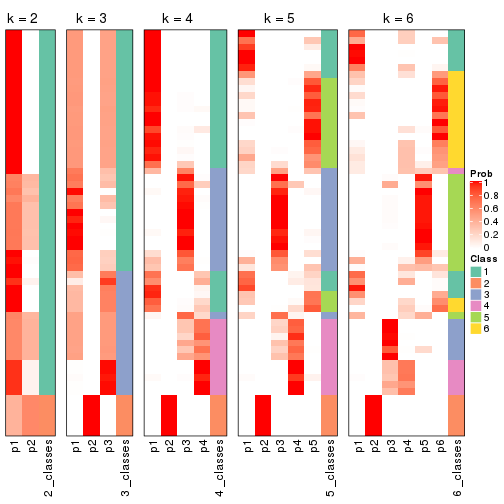 k = 2
k = 3
k = 4
k = 5
k = 6
Prob
1
0.8
0.6
0.4
0.2
0
Class
1
2
3
4
5
6
p1
p2
2_classes
p1
p2
p3
3_classes
p1
p2
p3
p4
4_classes
p1
p2
p3
p4
p5
5_classes
p1
p2
p3
p4
p5
p6
6_classes